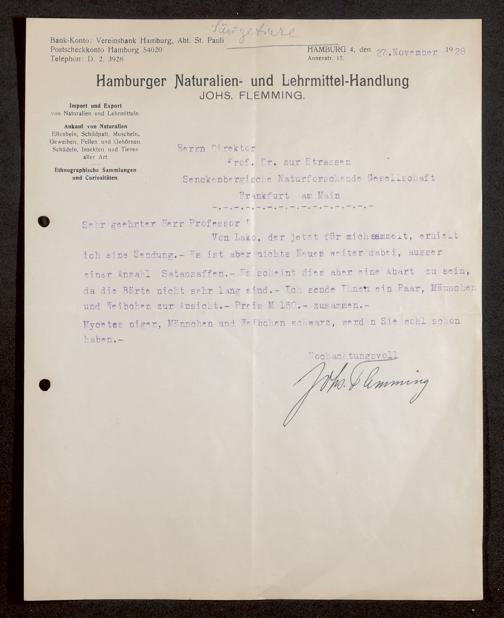 Säugetiere
Bank-Konto: Vereinsbank Hamburg, Abt. St. Pauli
Postscheckkonto Hamburg 54020
Telephon: D. 2. 3926
HAMBURG 4, den 27.November 1928
Annenstr. 17.
Hamburger Naturalien- und Lehrmittel-Handlung
JOHS. FLEMMING.
Import und Export
von Naturalien und Lehrmitteln.
Ankauf von Naturalien
Elfenbein, Schildpatt, Muscheln,
Geweihen, Fellen und Gehörnen,
Schädeln, Insekten und Tieren
aller Art.
Ethnographische Sammlungen
und Curiositäten
Herrn Direktor
Prof. Dr. zur Strassen
Senckenbergische Naturforschende Gesellschaft
Frankfurt am Main
Sehr geehrter Herr Professor !
Von Lako, der jetzt für mich sammelt, erhielt
ich eine Sendung.- Es ist aber nichts Neues weiter dabei, ausser
einer Anzahl Satansaffen.- Es scheint dies aber eine Abart zu sein,
da die Bärte nicht sehr lang sind.- Ich sende Ihnen ein Paar, Männchen
und Weibchen zur Ansicht.- Preis M 150.- zusammen.-
Mycetes niger, Männchen und Weibchen schwarz, werden Sie wohl schon
haben.-
Hochachtungsvoll
Johs. Flemming